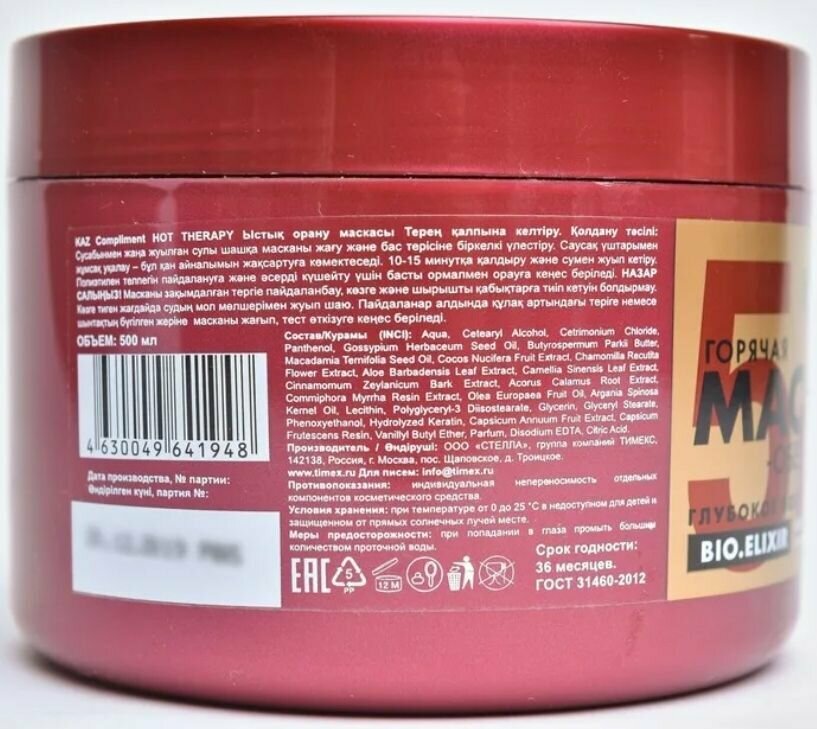 KAZ Compliment HOT THERAPY Ыстық орану маскасы Терең қалпына келтіру. Қолдану тәсілі:
Сусабынмен жаңа жуылған сулы шашқа масканы жағу және бас терісіне біркелкі үлестіру. Саусақ ұштарымен
жұмсақ уқалау – бұл қан айналымын жақсартуға көмектеседі. 10-15 минутқа қалдыру және сумен жуып кетіру.
Полиэтилен телпегін пайдалануға және әсерді күшейту үшін басты ормалмен орауға кеңес беріледі. НАЗАР
САЛЫҢЫЗ! Масканы зақымдалған теріге пайдаланбау, көзге және шырышты қабықтарға тиіп кетуін болдырмау.
Көзге тиген жағдайда судың мол мөлшерімен жуып шаю. Пайдаланар алдында құлақ артындағы теріге немесе
шынтақтың бүгілген жеріне маскана жағып, тест өткізуге кеңес беріледі.
ОБЪЕМ: 500 мл
Состав/Курамы (INCI): Aqua, Cetearyl Alcohol, Cetrimonium Chloride,
Panthenol, Gossypium Herbaceum Seed Oil, Butyrospermum Parkii Butter,
Macadamia Ternifolia Seed Oil, Cocos Nucifera Fruit Extract, Chamomilla Recutita
Flower Extract, Aloe Barbadensis Leaf Extract, Camellia Sinensis Leaf Extract,
Cinnamomum Zeylanicum Bark Extract, Acorus Calamus Root Extract,
Commiphora Myrrha Resin Extract, Olea Europaea Fruit Oil, Argania Spinosa
Kernel Oil, Lecithin, Polyglyceryl-3 Diisostearate, Glycerin, Glyceryl Stearate,
Phenoxyethanol, Hydrolyzed Keratin, Capsicum Annuum Fruit Extract, Capsicum
Frutescens Resin, Vanillyl Butyl Ether, Parfum, Disodium EDTA, Citric Acid.
Производитель / Өндіруші: ООО «СТЕЛЛА», группа компаний ТИМЕКС,
142138, Россия, г. Москва, пос. Щаповское, д. Троицкое.
www.timex.ru Для писем: info@timex.ru
Противопоказания: индивидуальная непереносимость отдельных
компонентов косметического средства.
Условия хранения: при температуре от 0 до 25 °С в недоступном для детей и
защищенном от прямых солнечных лучей месте.
Меры предосторожности: при попадании в глаза промыть большим
количеством проточной воды.
4 630049 641948
Дата производства, № партии:
Өндірілген күні, партия №:
ЕАС
5
PP
12 M
Срок годности:
36 месяцев.
ГОСТ 31460-2012
5
ГОРЯЧАЯ
МАС
ГЛУБОКОЕ
BIO.ELIXIR